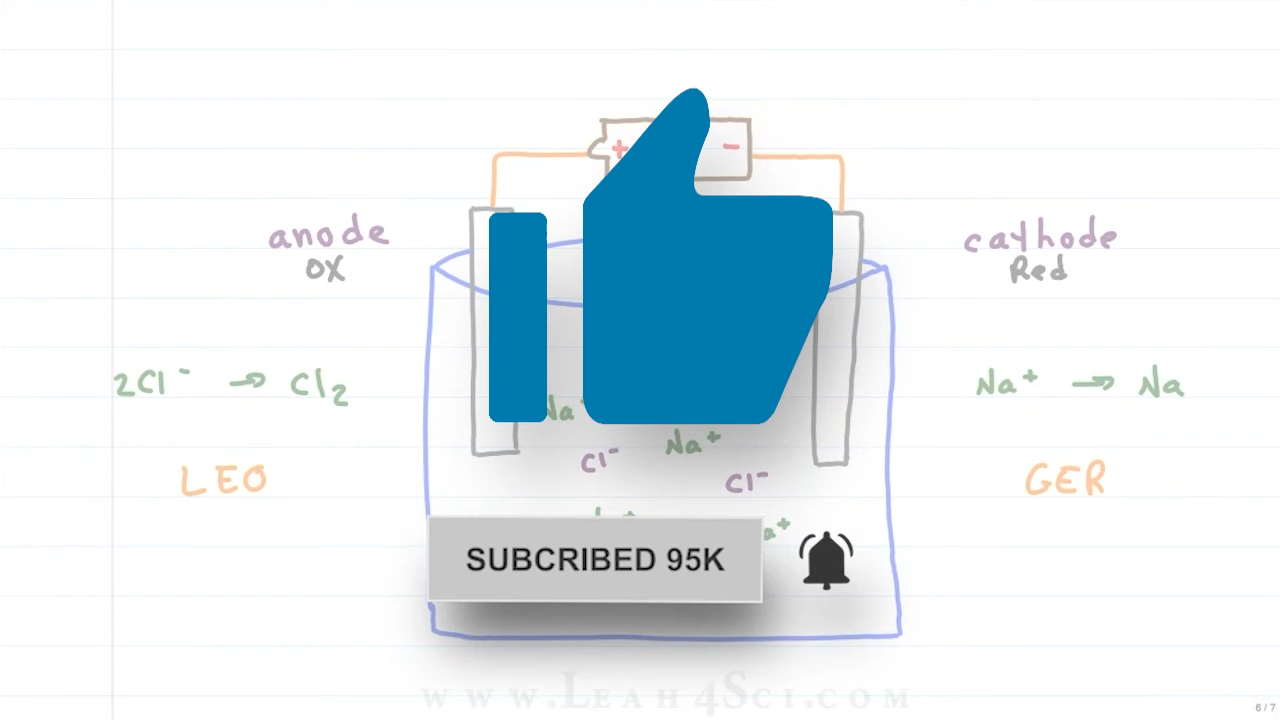 + −
anode
OX
cathode
Red
2Cl⁻ → Cl₂
Na⁺ → Na
Na⁺
Cl⁻
Cl⁻
LEO
GER
SUBCRIBED 95K
www.Leah4Sci.com
6 / 7